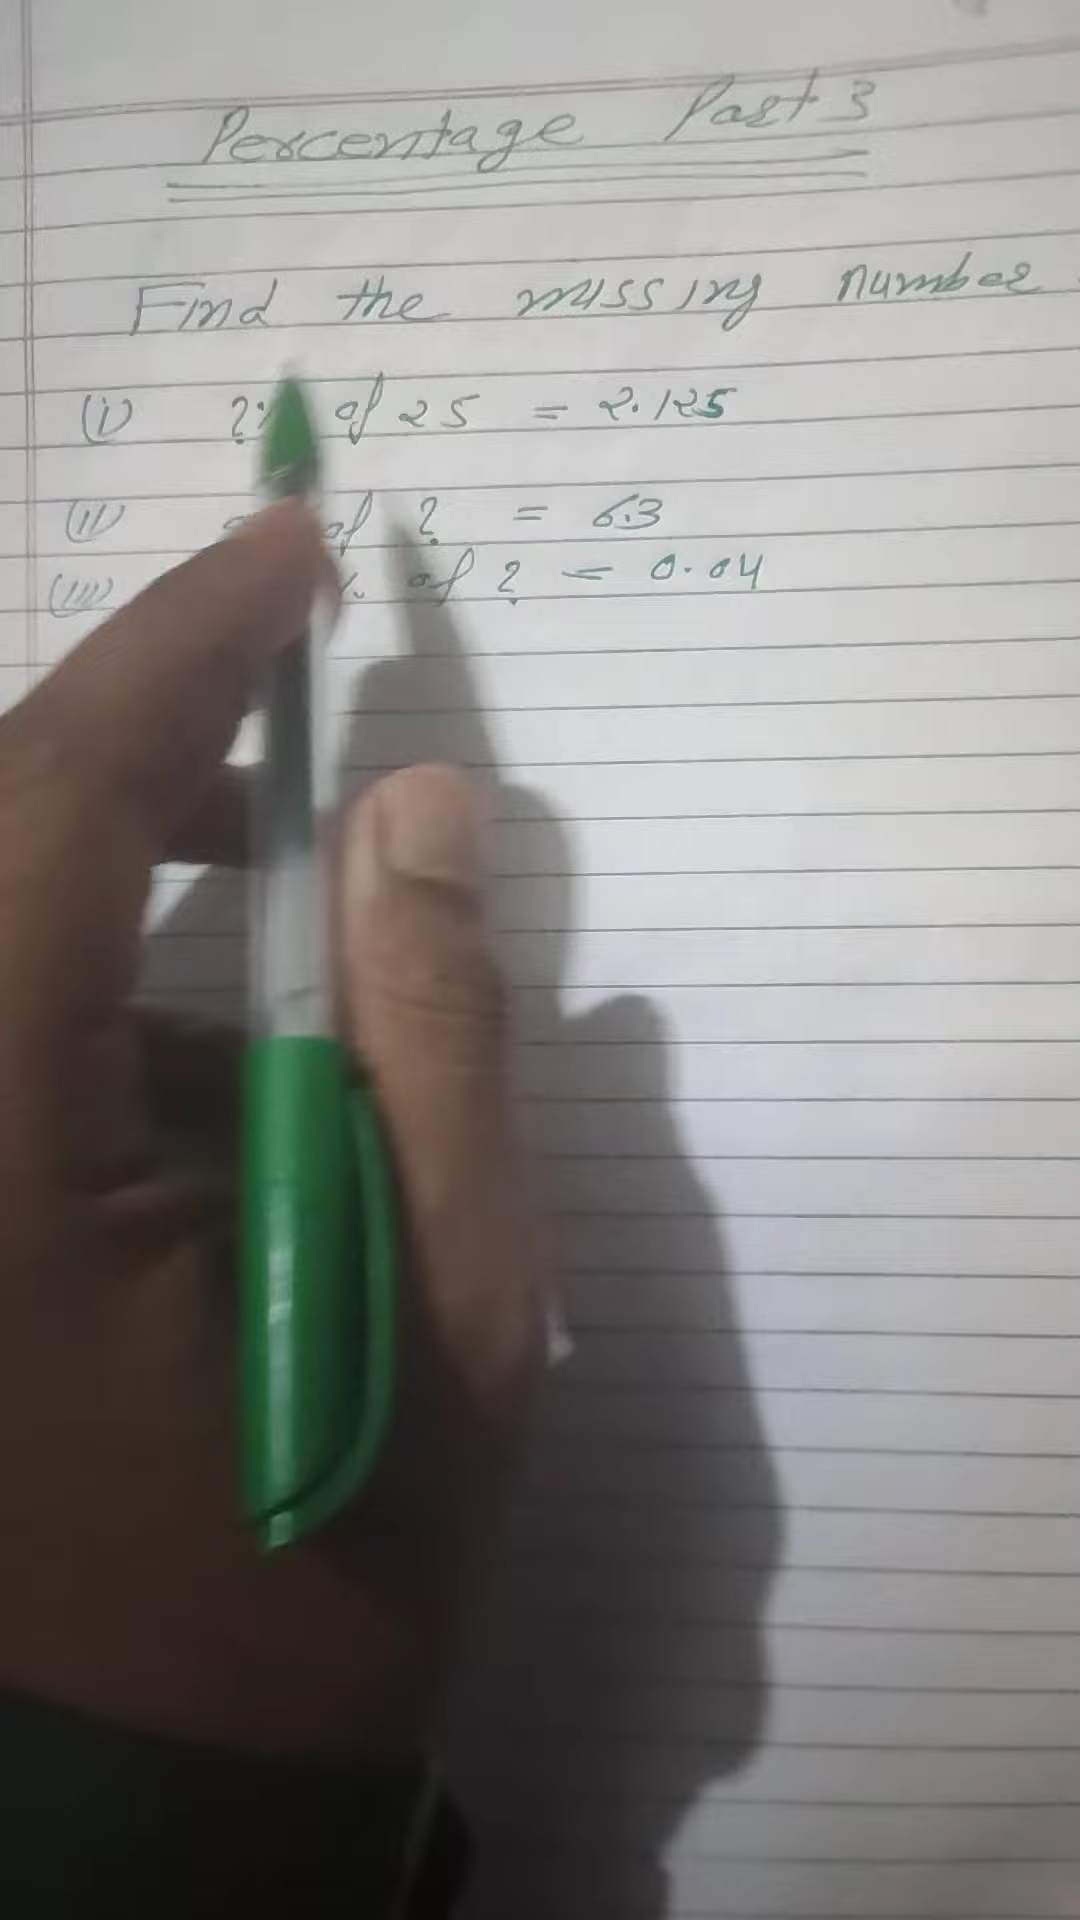 Percentage Part 3
Find the missing number
(i) ?% of 25 = 2.125
(ii) of ? = 6.3
(iii) % of ? = 0.04